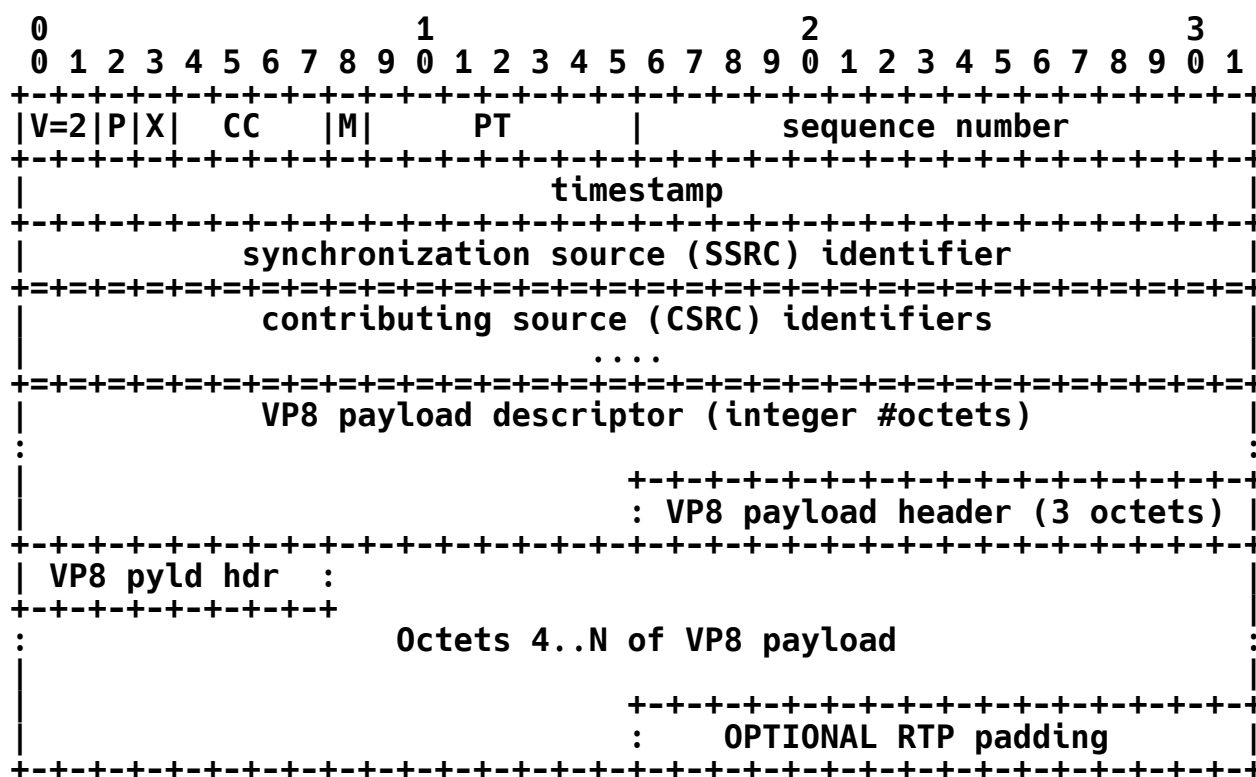 0                   1                   2                   3
 0 1 2 3 4 5 6 7 8 9 0 1 2 3 4 5 6 7 8 9 0 1 2 3 4 5 6 7 8 9 0 1
+-+-+-+-+-+-+-+-+-+-+-+-+-+-+-+-+-+-+-+-+-+-+-+-+-+-+-+-+-+-+-+-+
|V=2|P|X|  CC   |M|     PT      |       sequence number         |
+-+-+-+-+-+-+-+-+-+-+-+-+-+-+-+-+-+-+-+-+-+-+-+-+-+-+-+-+-+-+-+-+
|                           timestamp                           |
+-+-+-+-+-+-+-+-+-+-+-+-+-+-+-+-+-+-+-+-+-+-+-+-+-+-+-+-+-+-+-+-+
|           synchronization source (SSRC) identifier            |
+=+=+=+=+=+=+=+=+=+=+=+=+=+=+=+=+=+=+=+=+=+=+=+=+=+=+=+=+=+=+=+=+
|            contributing source (CSRC) identifiers             |
|                             ....                              |
+=+=+=+=+=+=+=+=+=+=+=+=+=+=+=+=+=+=+=+=+=+=+=+=+=+=+=+=+=+=+=+=+
|            VP8 payload descriptor (integer #octets)           |
:                                                               :
|                               +-+-+-+-+-+-+-+-+-+-+-+-+-+-+-+-+
|                               : VP8 payload header (3 octets) |
+-+-+-+-+-+-+-+-+-+-+-+-+-+-+-+-+-+-+-+-+-+-+-+-+-+-+-+-+-+-+-+-+
| VP8 pyld hdr  :                                               |
+-+-+-+-+-+-+-+-+                                               |
:                   Octets 4..N of VP8 payload                  :
|                                                               |
|                               +-+-+-+-+-+-+-+-+-+-+-+-+-+-+-+-+
|                               :    OPTIONAL RTP padding       |
+-+-+-+-+-+-+-+-+-+-+-+-+-+-+-+-+-+-+-+-+-+-+-+-+-+-+-+-+-+-+-+-+